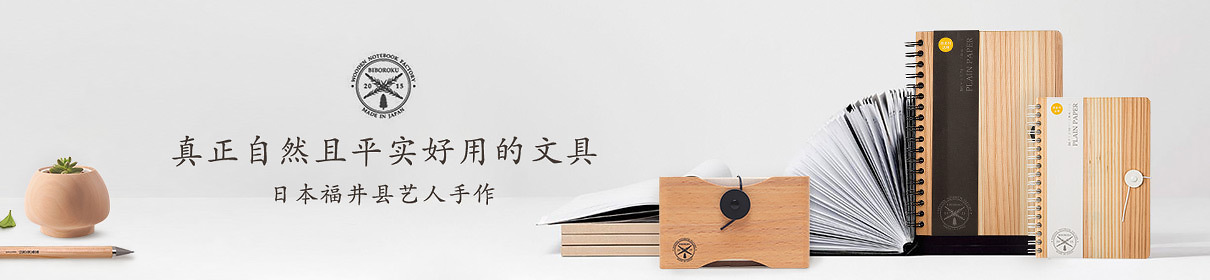 WOODEN NOTEBOOK FACTORY
BIBOROKU
20 15
MADE IN JAPAN
真正自然且平实好用的文具
日本福井县艺人手作
BIBOROKU
PLAIN PAPER
PLAIN PAPER